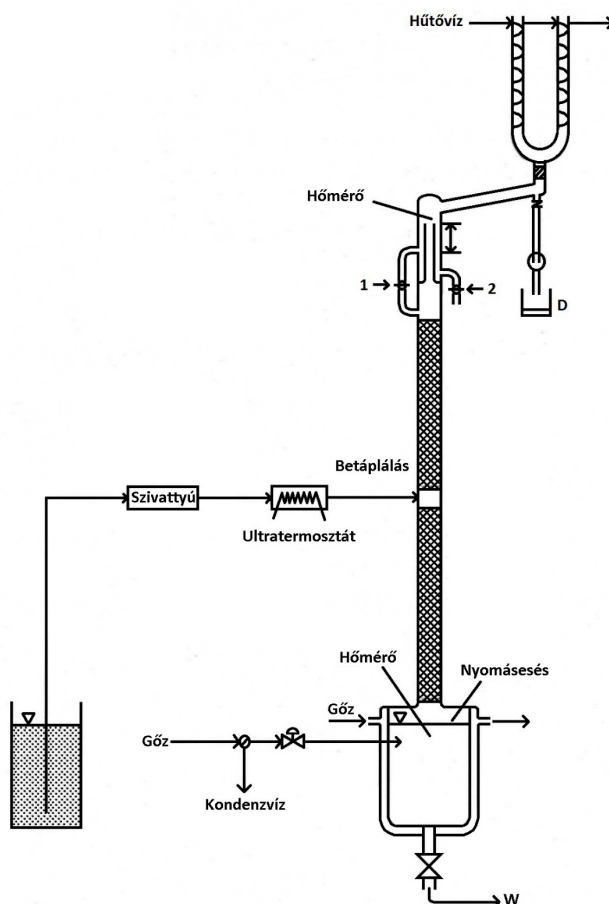 Hűtővíz
Hőmérő
1
2
D
Betáplálás
Szivattyú
Ultratermosztát
Hőmérő
Nyomásesés
Gőz
Gőz
Kondenzvíz
W